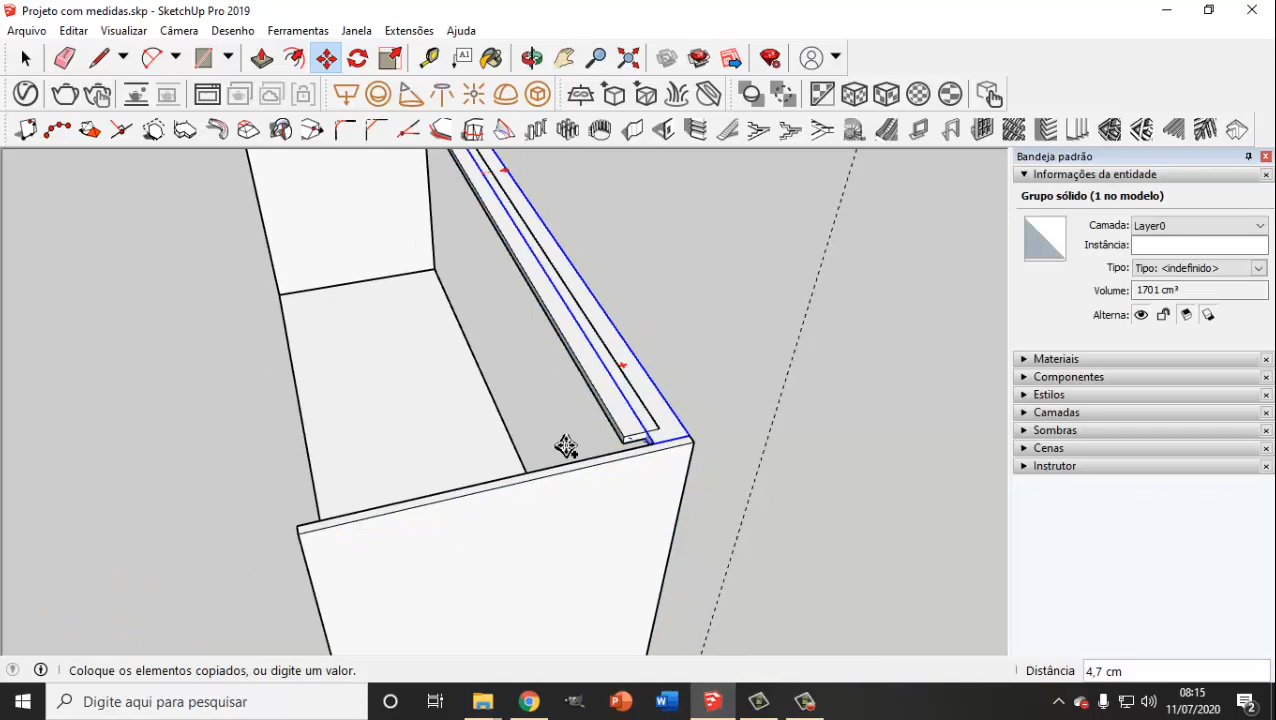 Projeto com medidas.skp - SketchUp Pro 2019
Arquivo Editar Visualizar Câmera Desenho Ferramentas Janela Extensões Ajuda
A1
Bandeja padrão
Informações da entidade
Grupo sólido (1 no modelo)
Camada: Layer0
Instância:
Tipo: Tipo: <indefinido>
Volume: 1701 cm³
Alterna:
Materiais
Componentes
Estilos
Camadas
Sombras
Cenas
Instrutor
Coloque os elementos copiados, ou digite um valor.
Distância 4,7 cm
Digite aqui para pesquisar
08:15
11/07/2020
2